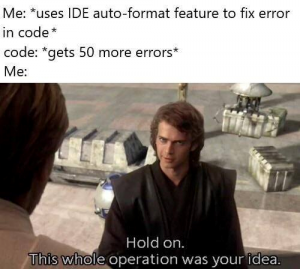 Me: *uses IDE auto-format feature to fix error
in code*
code: *gets 50 more errors*
Me:
Hold on.
This whole operation was your idea.